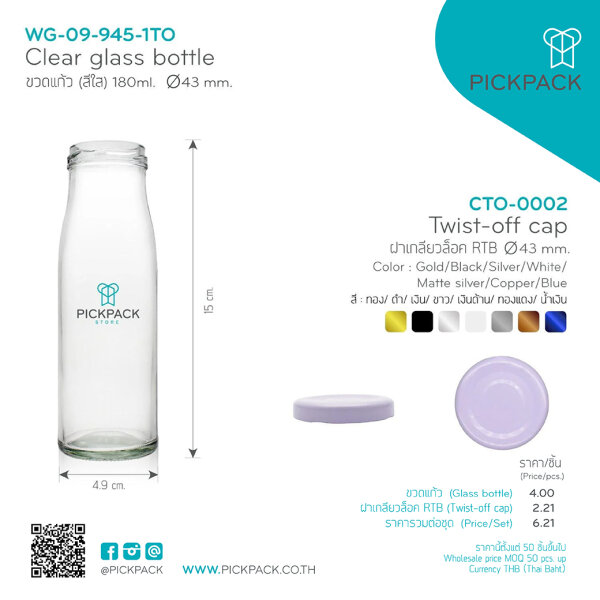 WG-09-945-1TO
Clear glass bottle
ขวดแก้ว (สีใส) 180ml. Ø43 mm.
PICKPACK
15 cm.
PICKPACK
STORE
4.9 cm.
CTO-0002
Twist-off cap
ฝาเกลียวล็อค RTB Ø43 mm.
Color : Gold/Black/Silver/White/
Matte silver/Copper/Blue
สี : ทอง/ ดำ/ เงิน/ ขาว/ เงินด้าน/ ทองแดง/ น้ำเงิน
ราคา/ชิ้น
(Price/pcs.)
ขวดแก้ว (Glass bottle) 4.00
ฝาเกลียวล็อค RTB (Twist-off cap) 2.21
ราคารวมต่อชุด (Price/Set) 6.21
ราคานี้ตั้งแต่ 50 ชิ้นขึ้นไป
Wholesale price MOQ 50 pcs. up
Currency THB (Thai Baht)
@PICKPACK
WWW.PICKPACK.CO.TH